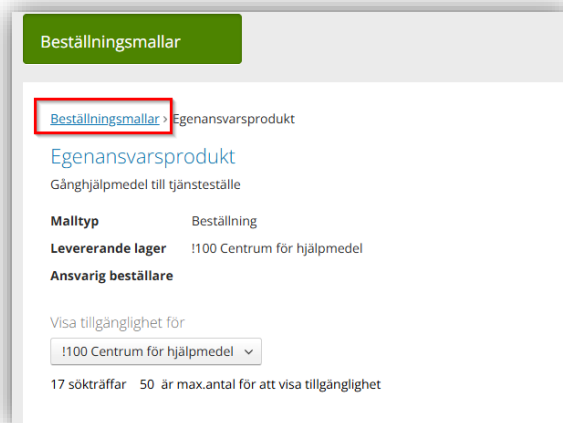 Beställningsmallar
Beställningsmallar › Egenansvarsprodukt
Egenansvarsprodukt
Gånghjälpmedel till tjänsteställe
Malltyp Beställning
Levererande lager !100 Centrum för hjälpmedel
Ansvarig beställare
Visa tillgänglighet för
!100 Centrum för hjälpmedel
17 sökträffar 50 är max.antal för att visa tillgänglighet